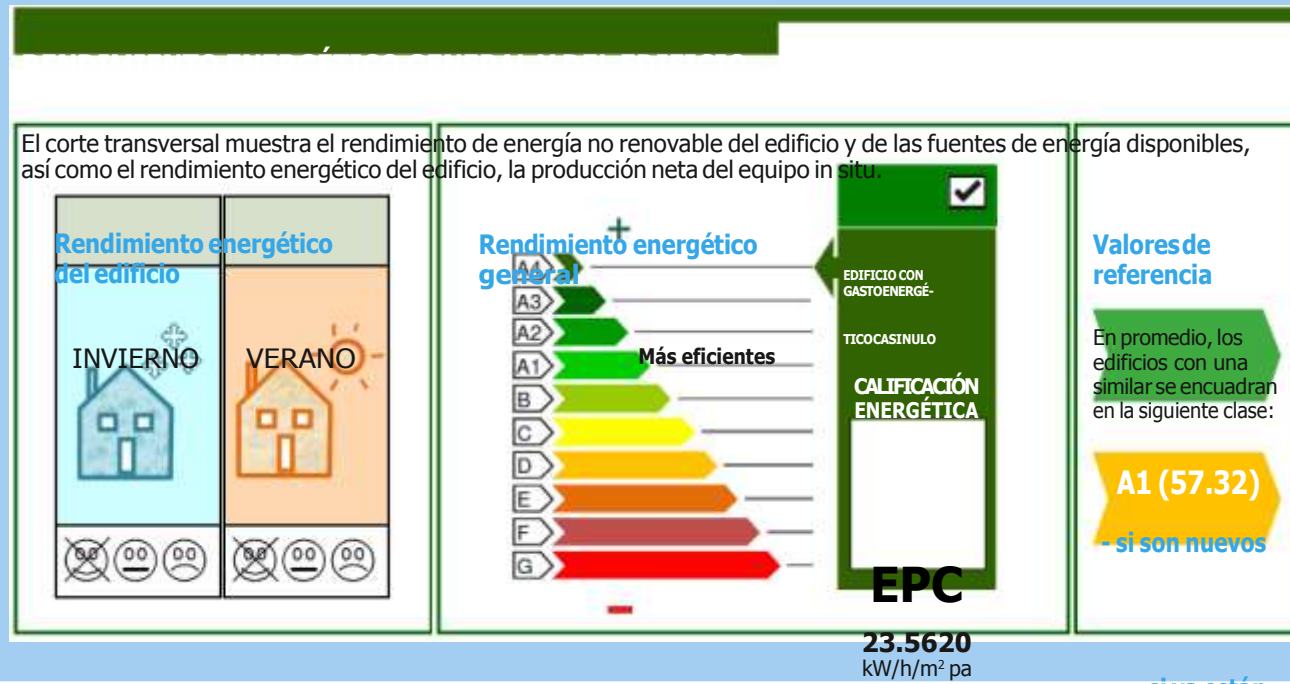 El corte transversal muestra el rendimiento de energía no renovable del edificio y de las fuentes de energía disponibles,
así como el rendimiento energético del edificio, la producción neta del equipo in situ.
Rendimiento energético
del edificio
INVIERNO
VERANO
Rendimiento energético
general
+
A4
A3
A2
A1
B
C
D
E
F
G
Más eficientes
EDIFICIO CON
GASTOENERGÉ-
TICOCASINULO
CALIFICACIÓN
ENERGÉTICA
EPC
23.5620
kW/h/m² pa
Valoresde
referencia
En promedio, los
edificios con una
similar se encuadran
en la siguiente clase:
A1 (57.32)
- si son nuevos